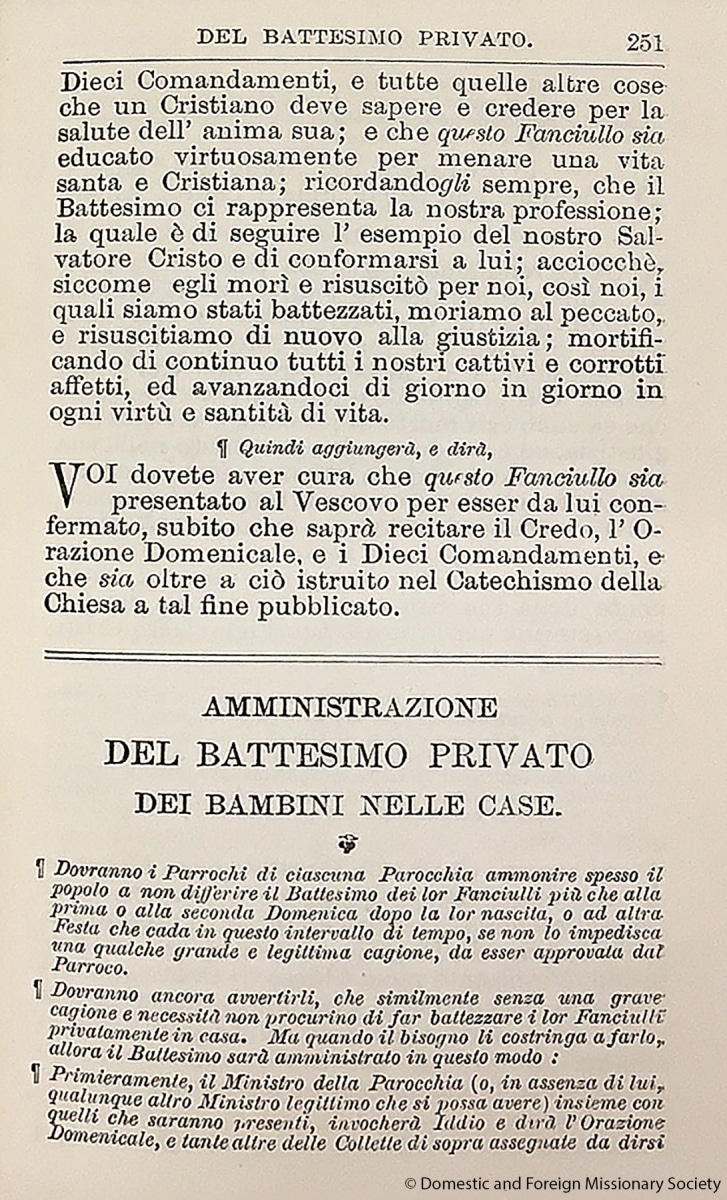 DEL BATTESIMO PRIVATO. 251
Dieci Comandamenti, e tutte quelle altre cose
che un Cristiano deve sapere e credere per la
salute dell' anima sua; e che questo Fanciullo sia
educato virtuosamente per menare una vita
santa e Cristiana; ricordandogli sempre, che il
Battesimo ci rappresenta la nostra professione;
la quale è di seguire l' esempio del nostro Sal-
vatore Cristo e di conformarsi a lui; acciocchè,
siccome egli morì e risuscitò per noi, così noi, i
quali siamo stati battezzati, moriamo al peccato,
e risuscitiamo di nuovo alla giustizia; mortifi-
cando di continuo tutti i nostri cattivi e corrotti
affetti, ed avanzandoci di giorno in giorno in
ogni virtù e santità di vita.
¶ Quindi aggiungerà, e dirà,
VOI dovete aver cura che questo Fanciullo sia
presentato al Vescovo per esser da lui con-
fermato, subito che saprà recitare il Credo, l' O-
razione Domenicale, e i Dieci Comandamenti, e
che sia oltre a ciò istruito nel Catechismo della
Chiesa a tal fine pubblicato.
AMMINISTRAZIONE
DEL BATTESIMO PRIVATO
DEI BAMBINI NELLE CASE.
¶ Dovranno i Parrochi di ciascuna Parocchia ammonire spesso il
popolo a non differire il Battesimo dei lor Fanciulli più che alla
prima o alla seconda Domenica dopo la lor nascita, o ad altra
Festa che cada in questo intervallo di tempo, se non lo impedisca
una qualche grande e legittima cagione, da esser approvata dal
Parroco.
¶ Dovranno ancora avvertirli, che similmente senza una grave
cagione e necessità non procurino di far battezzare i lor Fanciulli
privatamente in casa. Ma quando il bisogno li costringa a farlo,
allora il Battesimo sarà amministrato in questo modo :
¶ Primieramente, il Ministro della Parocchia (o, in assenza di lui,
qualunque altro Ministro legittimo che si possa avere) insieme con
quelli che saranno presenti, invocherà Iddio e dirà l'Orazione
Domenicale, e tante altre delle Collette di sopra assegnate da dirsi
© Domestic and Foreign Missionary Society